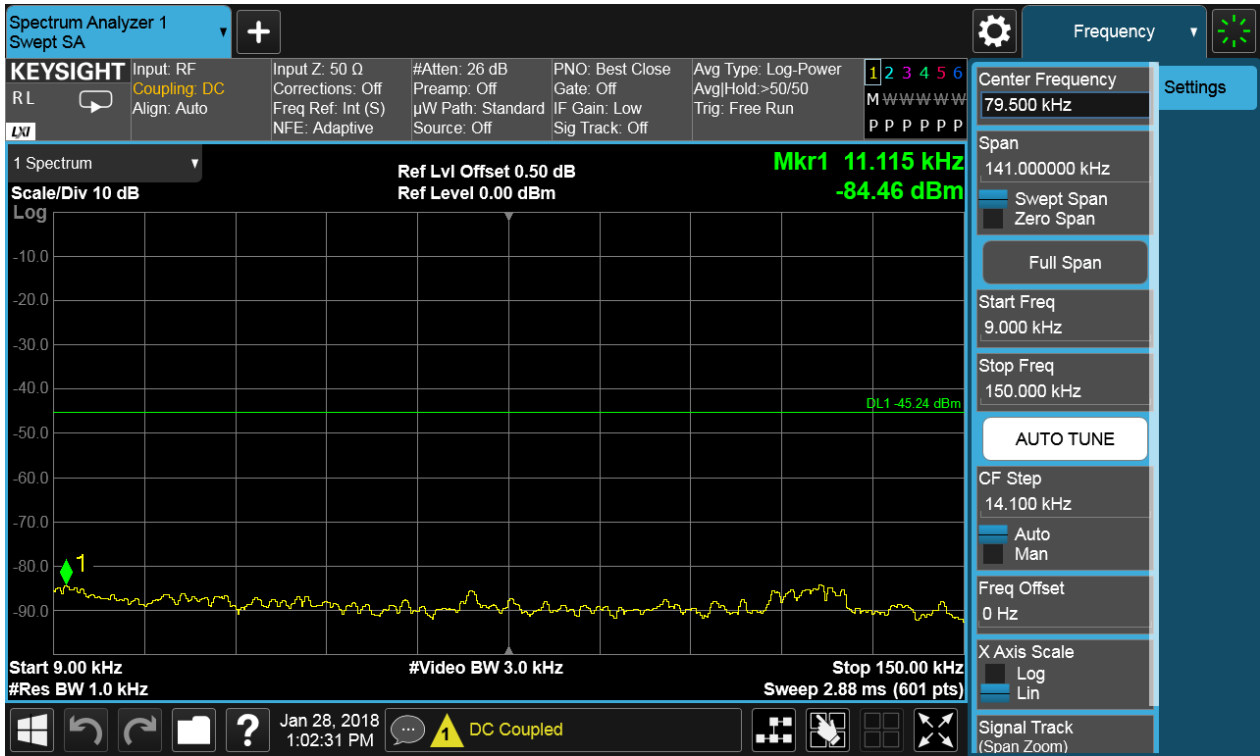 Spectrum Analyzer 1
Swept SA
Frequency
KEYSIGHT
R L
LXI
Input: RF
Coupling: DC
Align: Auto
Input Z: 50 Ω
Corrections: Off
Freq Ref: Int (S)
NFE: Adaptive
#Atten: 26 dB
Preamp: Off
µW Path: Standard
Source: Off
PNO: Best Close
Gate: Off
IF Gain: Low
Sig Track: Off
Avg Type: Log-Power
Avg|Hold:>50/50
Trig: Free Run
1 2 3 4 5 6
M W W W W W
P P P P P P
1 Spectrum
Scale/Div 10 dB
Log
Ref Lvl Offset 0.50 dB
Ref Level 0.00 dBm
Mkr1 11.115 kHz
-84.46 dBm
-10.0
-20.0
-30.0
-40.0
DL1 -45.24 dBm
-50.0
-60.0
-70.0
-80.0
1
-90.0
Start 9.00 kHz
#Video BW 3.0 kHz
Stop 150.00 kHz
#Res BW 1.0 kHz
Sweep 2.88 ms (601 pts)
Center Frequency
79.500 kHz
Span
141.000000 kHz
Swept Span
Zero Span
Full Span
Start Freq
9.000 kHz
Stop Freq
150.000 kHz
AUTO TUNE
CF Step
14.100 kHz
Auto
Man
Freq Offset
0 Hz
X Axis Scale
Log
Lin
Signal Track
(Span Zoom)
Settings
?
Jan 28, 2018
1:02:31 PM
1
DC Coupled